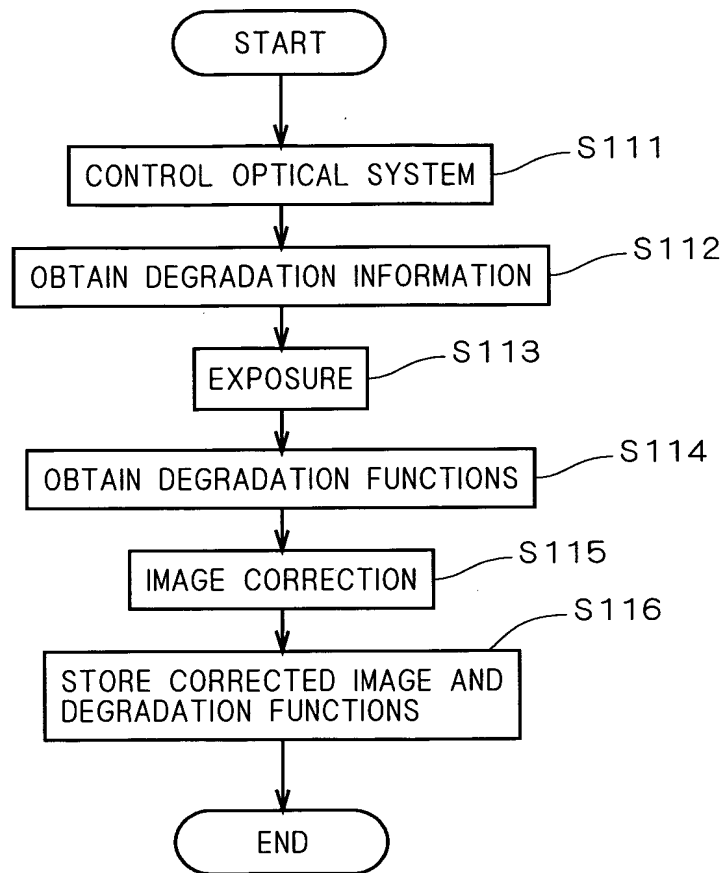 START
CONTROL OPTICAL SYSTEM
S111
OBTAIN DEGRADATION INFORMATION
S112
EXPOSURE
S113
OBTAIN DEGRADATION FUNCTIONS
S114
IMAGE CORRECTION
S115
STORE CORRECTED IMAGE AND
DEGRADATION FUNCTIONS
S116
END